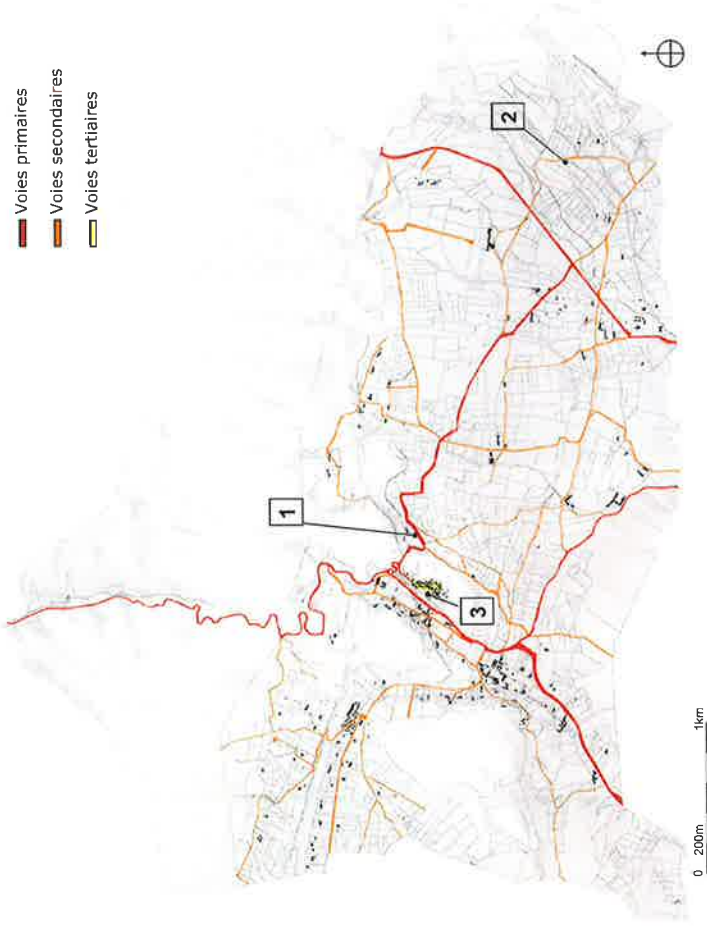 Voies primaires
Voies secondaires
Voies tertiaires
1
2
3
0 200m 1km